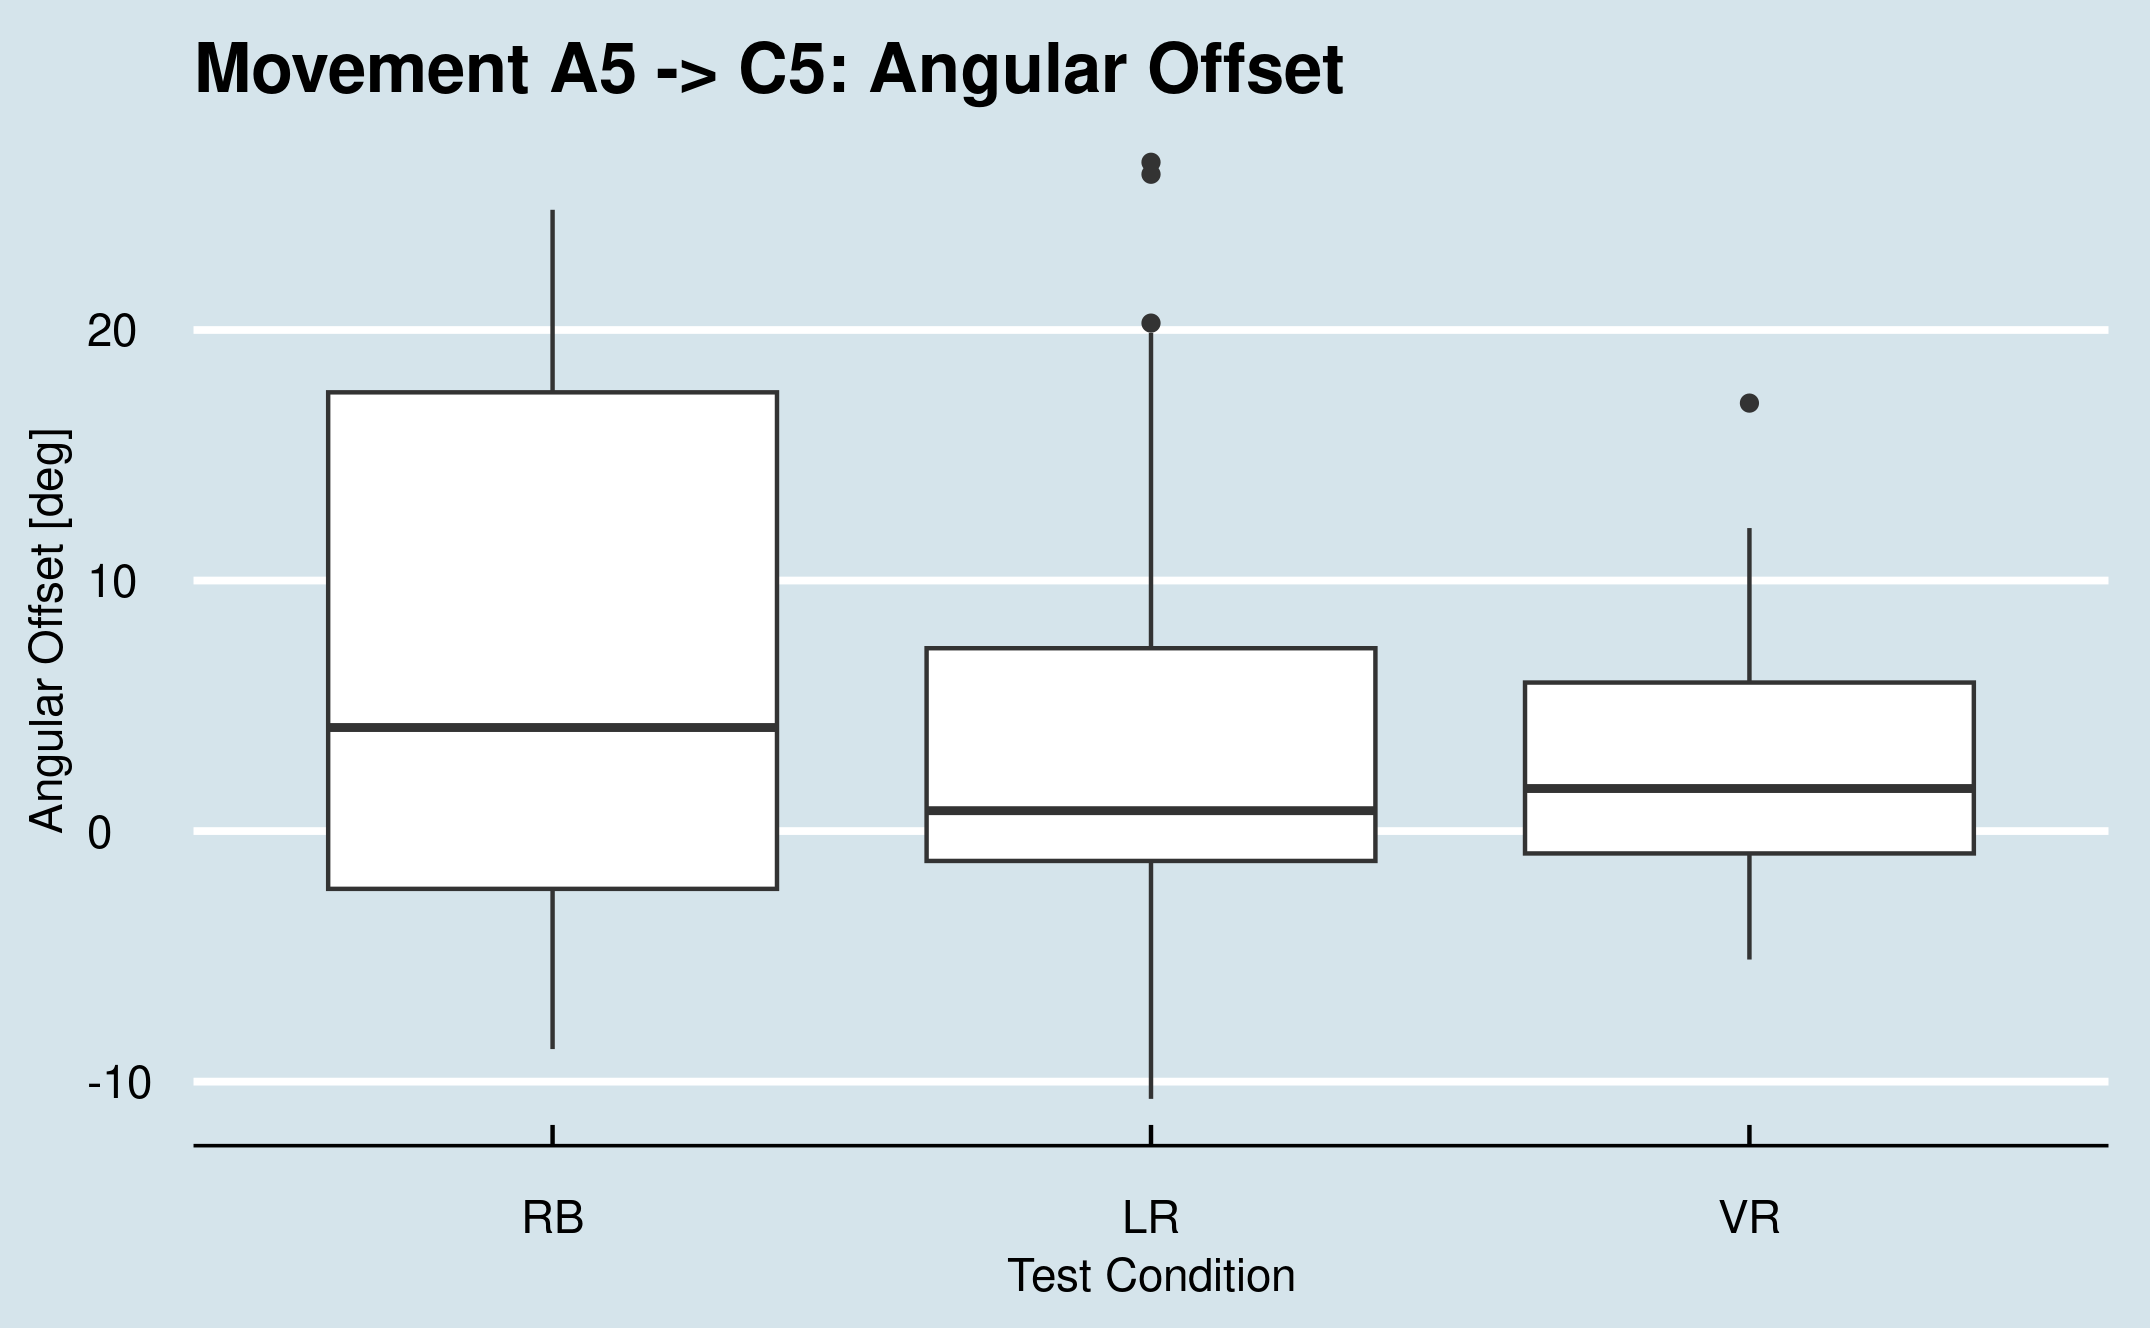 Movement A5 -> C5: Angular Offset
Angular Offset [deg]
20
10
0
-10
RB LR VR
Test Condition